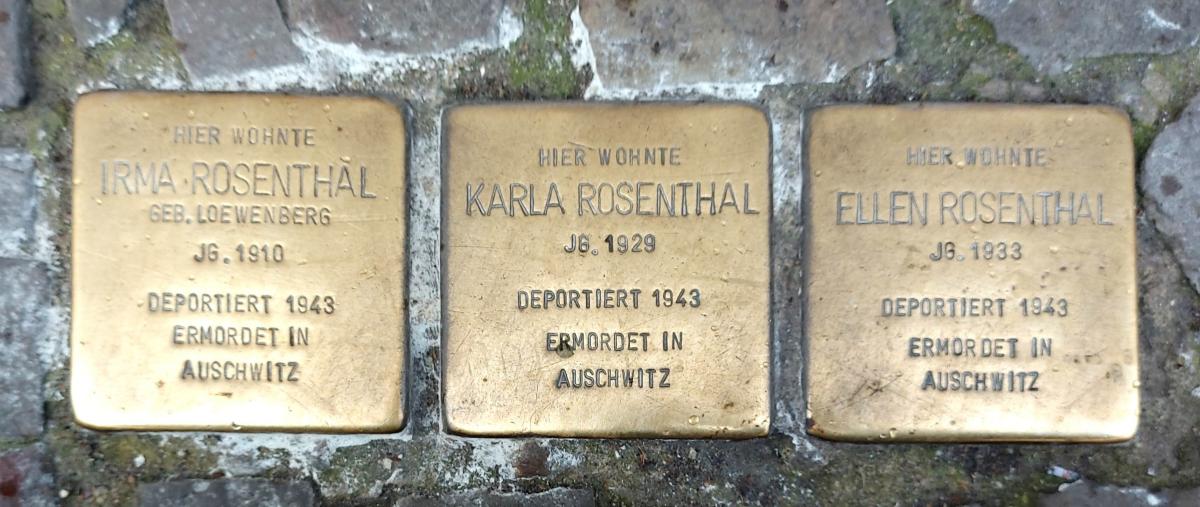 HIER WOHNTE
IRMA ROSENTHAL
GEB. LOEWENBERG
JG. 1910
DEPORTIERT 1943
ERMORDET IN
AUSCHWITZ
HIER WOHNTE
KARLA ROSENTHAL
JG. 1929
DEPORTIERT 1943
ERMORDET IN
AUSCHWITZ
HIER WOHNTE
ELLEN ROSENTHAL
JG. 1933
DEPORTIERT 1943
ERMORDET IN
AUSCHWITZ